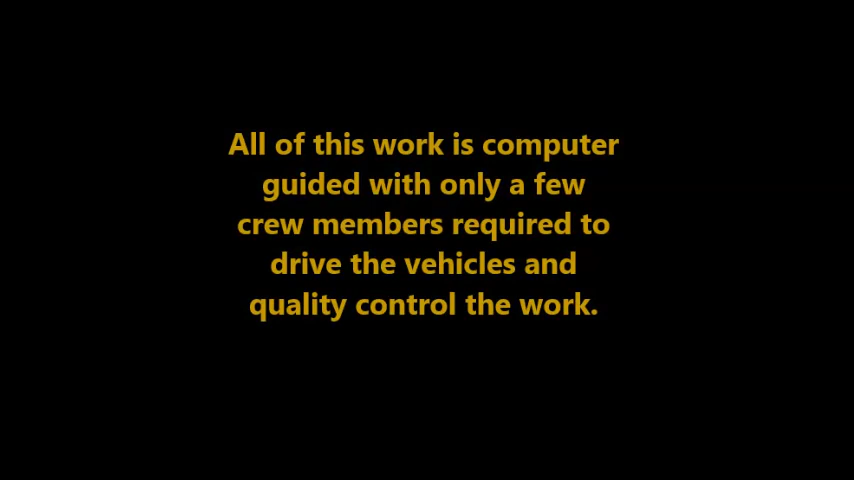 All of this work is computer
guided with only a few
crew members required to
drive the vehicles and
quality control the work.